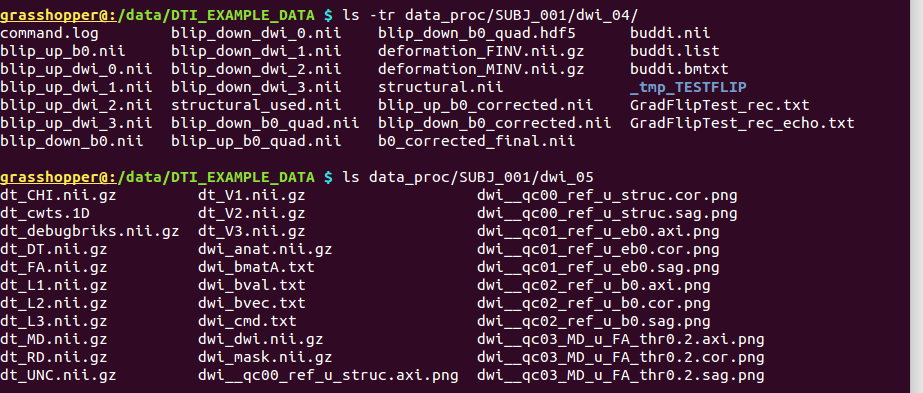 grasshopper@:/data/DTI_EXAMPLE_DATA $ ls -tr data_proc/SUBJ_001/dwi_04/
command.log blip_down_dwi_0.nii blip_down_b0_quad.hdf5 buddi.nii
blip_up_b0.nii blip_down_dwi_1.nii deformation_FINV.nii.gz buddi.list
blip_up_dwi_0.nii blip_down_dwi_2.nii deformation_MINV.nii.gz buddi.bmtxt
blip_up_dwi_1.nii blip_down_dwi_3.nii structural.nii _tmp_TESTFLIP
blip_up_dwi_2.nii structural_used.nii blip_up_b0_corrected.nii GradFlipTest_rec.txt
blip_up_dwi_3.nii blip_down_b0_quad.nii blip_down_b0_corrected.nii GradFlipTest_rec_echo.txt
blip_down_b0.nii blip_up_b0_quad.nii b0_corrected_final.nii
grasshopper@:/data/DTI_EXAMPLE_DATA $ ls data_proc/SUBJ_001/dwi_05
dt_CHI.nii.gz dt_V1.nii.gz dwi__qc00_ref_u_struc.cor.png
dt_cwts.1D dt_V2.nii.gz dwi__qc00_ref_u_struc.sag.png
dt_debugbriks.nii.gz dt_V3.nii.gz dwi__qc01_ref_u_eb0.axi.png
dt_DT.nii.gz dwi_anat.nii.gz dwi__qc01_ref_u_eb0.cor.png
dt_FA.nii.gz dwi_bmatA.txt dwi__qc01_ref_u_eb0.sag.png
dt_L1.nii.gz dwi_bval.txt dwi__qc02_ref_u_b0.axi.png
dt_L2.nii.gz dwi_bvec.txt dwi__qc02_ref_u_b0.cor.png
dt_L3.nii.gz dwi_cmd.txt dwi__qc02_ref_u_b0.sag.png
dt_MD.nii.gz dwi_dwi.nii.gz dwi__qc03_MD_u_FA_thr0.2.axi.png
dt_RD.nii.gz dwi_mask.nii.gz dwi__qc03_MD_u_FA_thr0.2.cor.png
dt_UNC.nii.gz dwi__qc00_ref_u_struc.axi.png dwi__qc03_MD_u_FA_thr0.2.sag.png